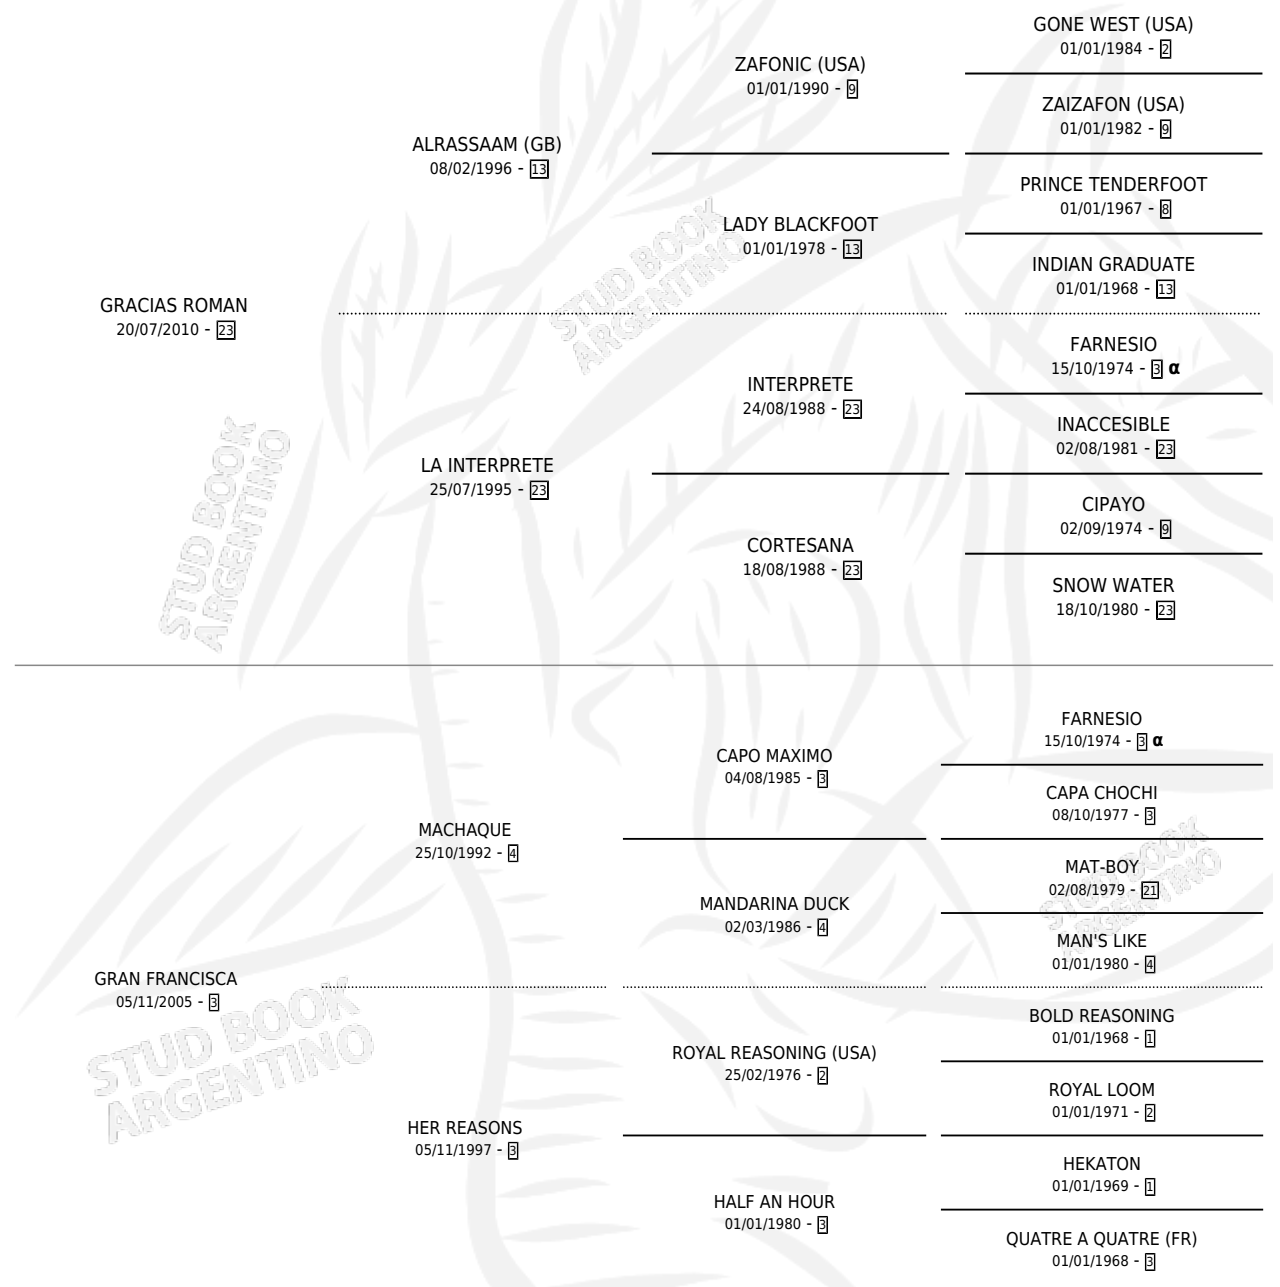 GONE WEST (USA)
01/01/1984 - 2
ZAFONIC (USA)
01/01/1990 - 9
ZAIZAFON (USA)
01/01/1982 - 9
ALRASSAAM (GB)
08/02/1996 - 13
PRINCE TENDERFOOT
01/01/1967 - 8
LADY BLACKFOOT
01/01/1978 - 13
INDIAN GRADUATE
01/01/1968 - 13
GRACIAS ROMAN
20/07/2010 - 23
FARNESIO
15/10/1974 - 3 α
INTERPRETE
24/08/1988 - 23
INACCESIBLE
02/08/1981 - 23
LA INTERPRETE
25/07/1995 - 23
CIPAYO
02/09/1974 - 9
CORTESANA
18/08/1988 - 23
SNOW WATER
18/10/1980 - 23
FARNESIO
15/10/1974 - 3 α
CAPO MAXIMO
04/08/1985 - 3
CAPA CHOCHI
08/10/1977 - 3
MACHAQUE
25/10/1992 - 4
MAT-BOY
02/08/1979 - 21
MANDARINA DUCK
02/03/1986 - 4
MAN'S LIKE
01/01/1980 - 4
GRAN FRANCISCA
05/11/2005 - 3
BOLD REASONING
01/01/1968 - 1
ROYAL REASONING (USA)
25/02/1976 - 2
ROYAL LOOM
01/01/1971 - 2
HER REASONS
05/11/1997 - 3
HEKATON
01/01/1969 - 1
HALF AN HOUR
01/01/1980 - 3
QUATRE A QUATRE (FR)
01/01/1968 - 3
STUD BOOK
ARGENTINO
STUD BOOK
ARGENTINO
STUD BOOK
ARGENTINO
STUD BOOK
ARGENTINO